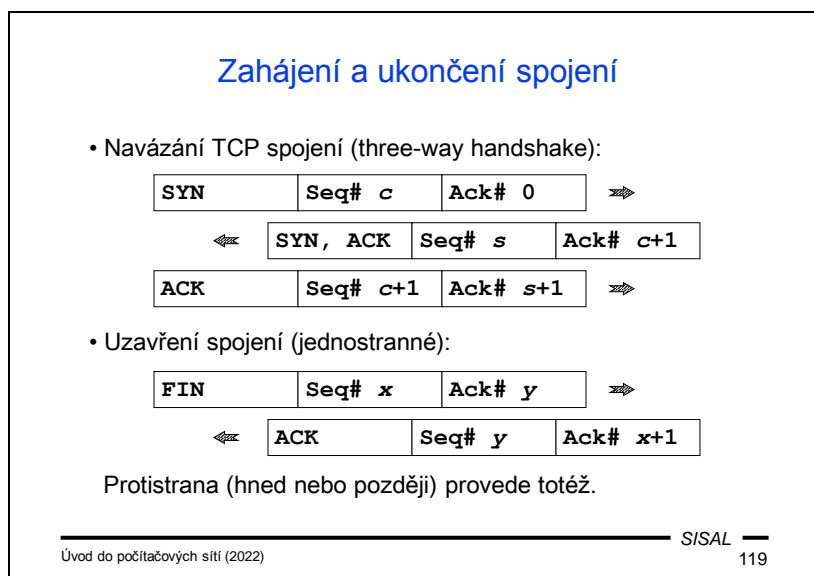 Zahájení a ukončení spojení
• Navázání TCP spojení (three-way handshake):
SYN Seq# c Ack# 0
SYN, ACK Seq# s Ack# c+1
ACK Seq# c+1 Ack# s+1
• Uzavření spojení (jednostranné):
FIN Seq# x Ack# y
ACK Seq# y Ack# x+1
Protistrana (hned nebo později) provede totéž.
SISAL
Úvod do počítačových sítí (2022) 119